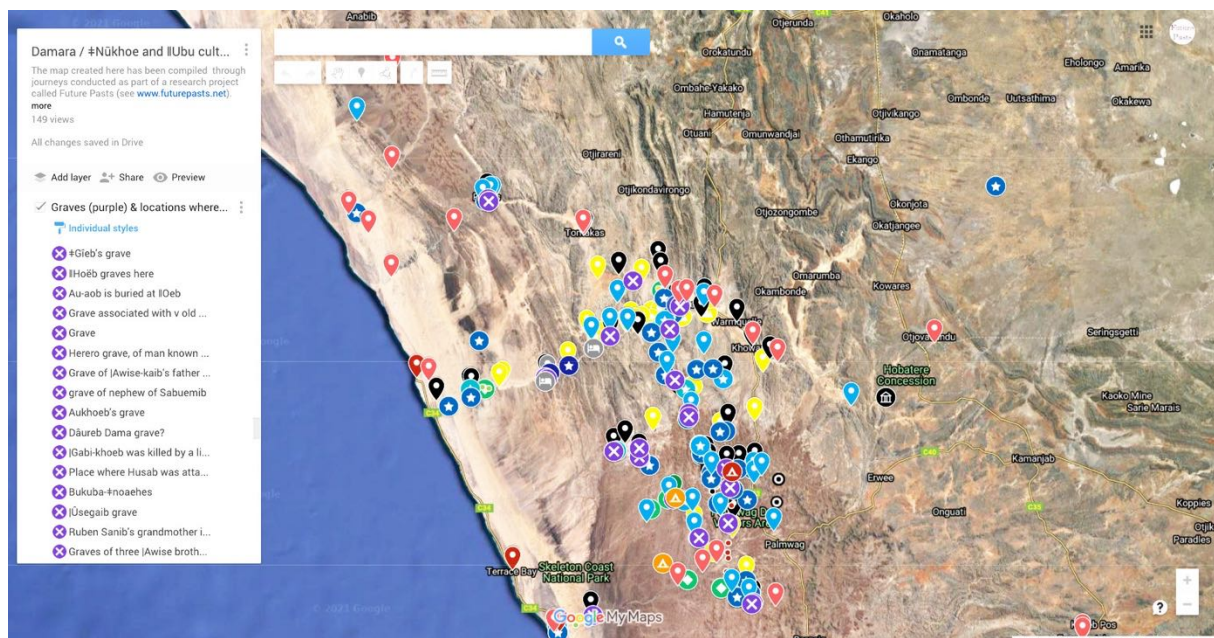 Damara / ǂNūkhoe and ǁUbu cult...
The map created here has been compiled through
journeys conducted as part of a research project
called Future Pasts (see www.futurepasts.net).
more
149 views
All changes saved in Drive
Add layer Share Preview
Graves (purple) & locations where...
Individual styles
ǂGîeb's grave
ǁHoëb graves here
Au-aob is buried at ǁOeb
Grave associated with v old ...
Grave
Herero grave, of man known ...
Grave of |Awise-kaib's father ...
grave of nephew of Sabuemib
Aukhoeb's grave
Dâureb Dama grave?
|Gabi-khoeb was killed by a li...
Place where Husab was atta...
Bukuba-ǂnoaehes
|Ûsegaib grave
Ruben Sanib's grandmother i...
Graves of three |Awise broth...
Anabib
Otjerunda
C41
Okaholo
Orokatundu
Onamatanga
Eholongo
Amarika
Ombahe-Yakako
Ombonde
Uutsathima
Okakewa
Hamutenja
Otjivikango
Otuani
Omunwandjai
Othamutirika
Otjirareni
Ekango
Otjikondavirongo
Okonjota
Otjozongombe
Okatjangee
Tomakas
Omarumba
Okambonde
Kowares
Warmquelle
Seringsgeti
Hobatere
Concession
Kaoko Mine
Sarie Marais
C34
C40
Kamanjab
Erwee
Koppies
Onguati
C35
C34
Palmwag
Paradles
Terrace Bay
Skeleton Coast
National Park
C34
© 2021 Google
Google My Maps
?